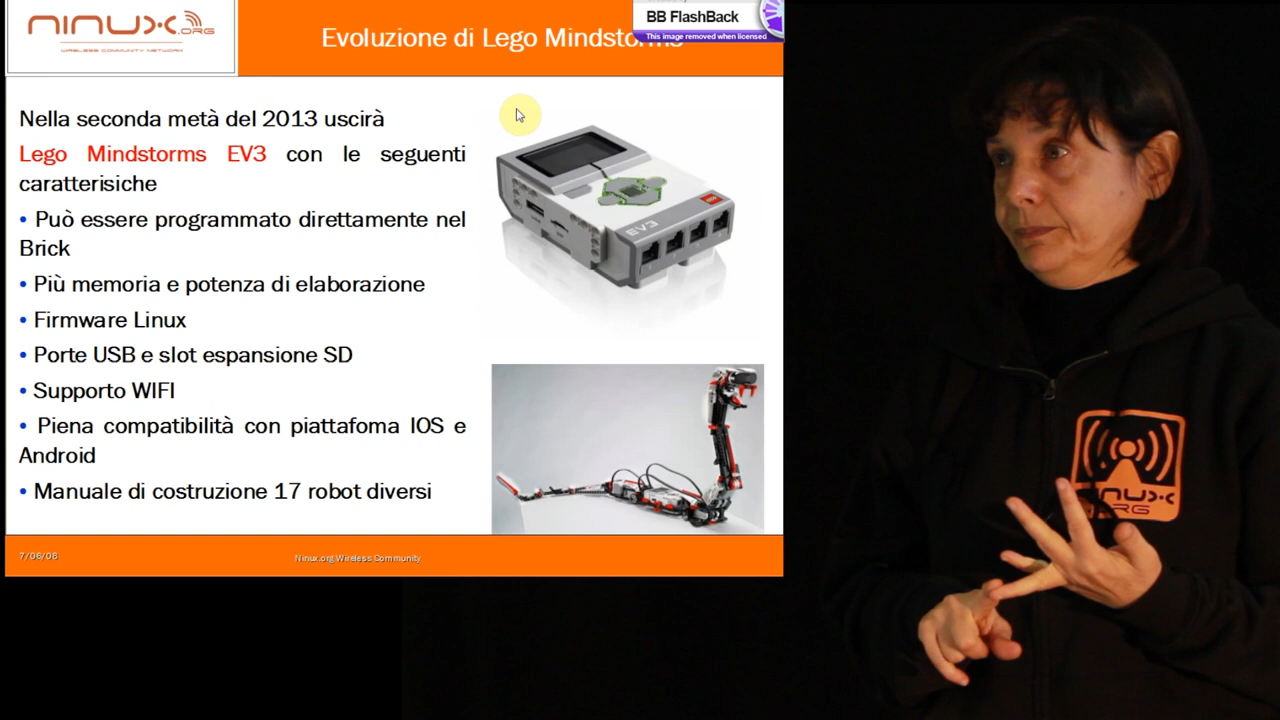 ninux.ORG
WIRELESS COMMUNITY NETWORK
Evoluzione di Lego Mindstorms
BB FlashBack
This image removed when licensed
Nella seconda metà del 2013 uscirà
Lego Mindstorms EV3 con le seguenti
caratterisiche
• Può essere programmato direttamente nel
Brick
• Più memoria e potenza di elaborazione
• Firmware Linux
• Porte USB e slot espansione SD
• Supporto WIFI
• Piena compatibilità con piattafoma IOS e
Android
• Manuale di costruzione 17 robot diversi
EV3
7/06/08
Ninux.org Wireless Community
ninux
ORG